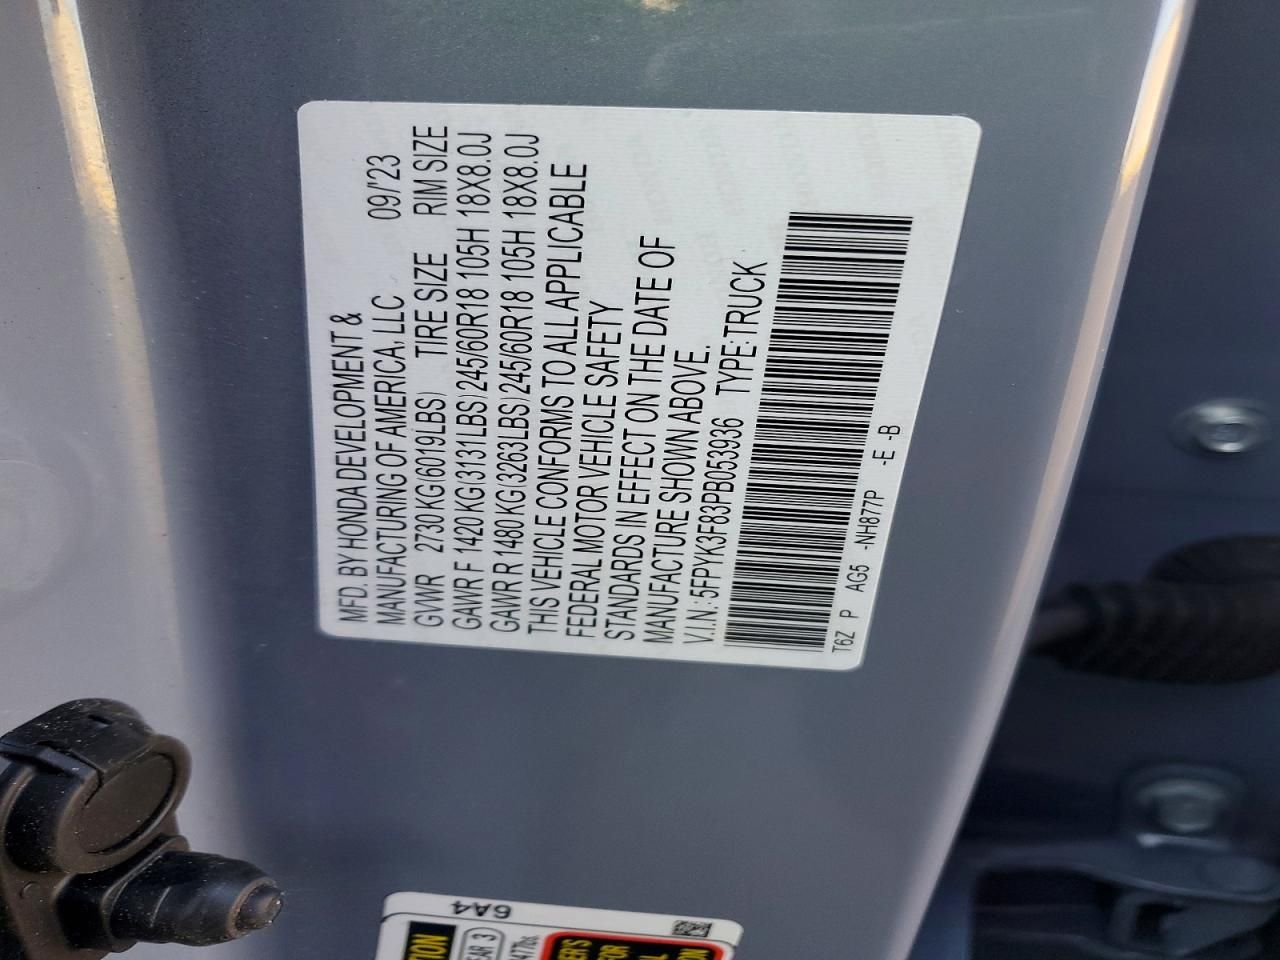 MFD. BY HONDA DEVELOPMENT &
MANUFACTURING OF AMERICA, LLC 09/'23
GVWR 2730 KG(6019LBS) TIRE SIZE RIM SIZE
GAWR F 1420 KG(3131LBS) 245/60R18 105H 18X8.0J
GAWR R 1480 KG(3263LBS) 245/60R18 105H 18X8.0J
THIS VEHICLE CONFORMS TO ALL APPLICABLE
FEDERAL MOTOR VEHICLE SAFETY
STANDARDS IN EFFECT ON THE DATE OF
MANUFACTURE SHOWN ABOVE.
V.I.N.: 5FPYK3F83PB053936 TYPE:TRUCK
T6Z P AG5 -NH877P -E -B
6A4